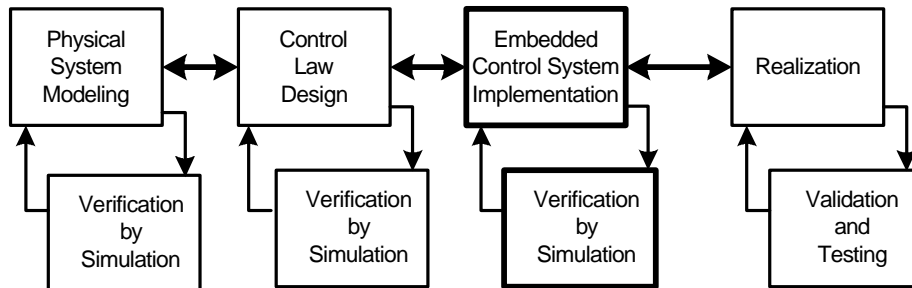 Physical
System
Modeling
Control
Law
Design
Embedded
Control System
Implementation
Realization
Verification
by
Simulation
Verification
by
Simulation
Verification
by
Simulation
Validation
and
Testing